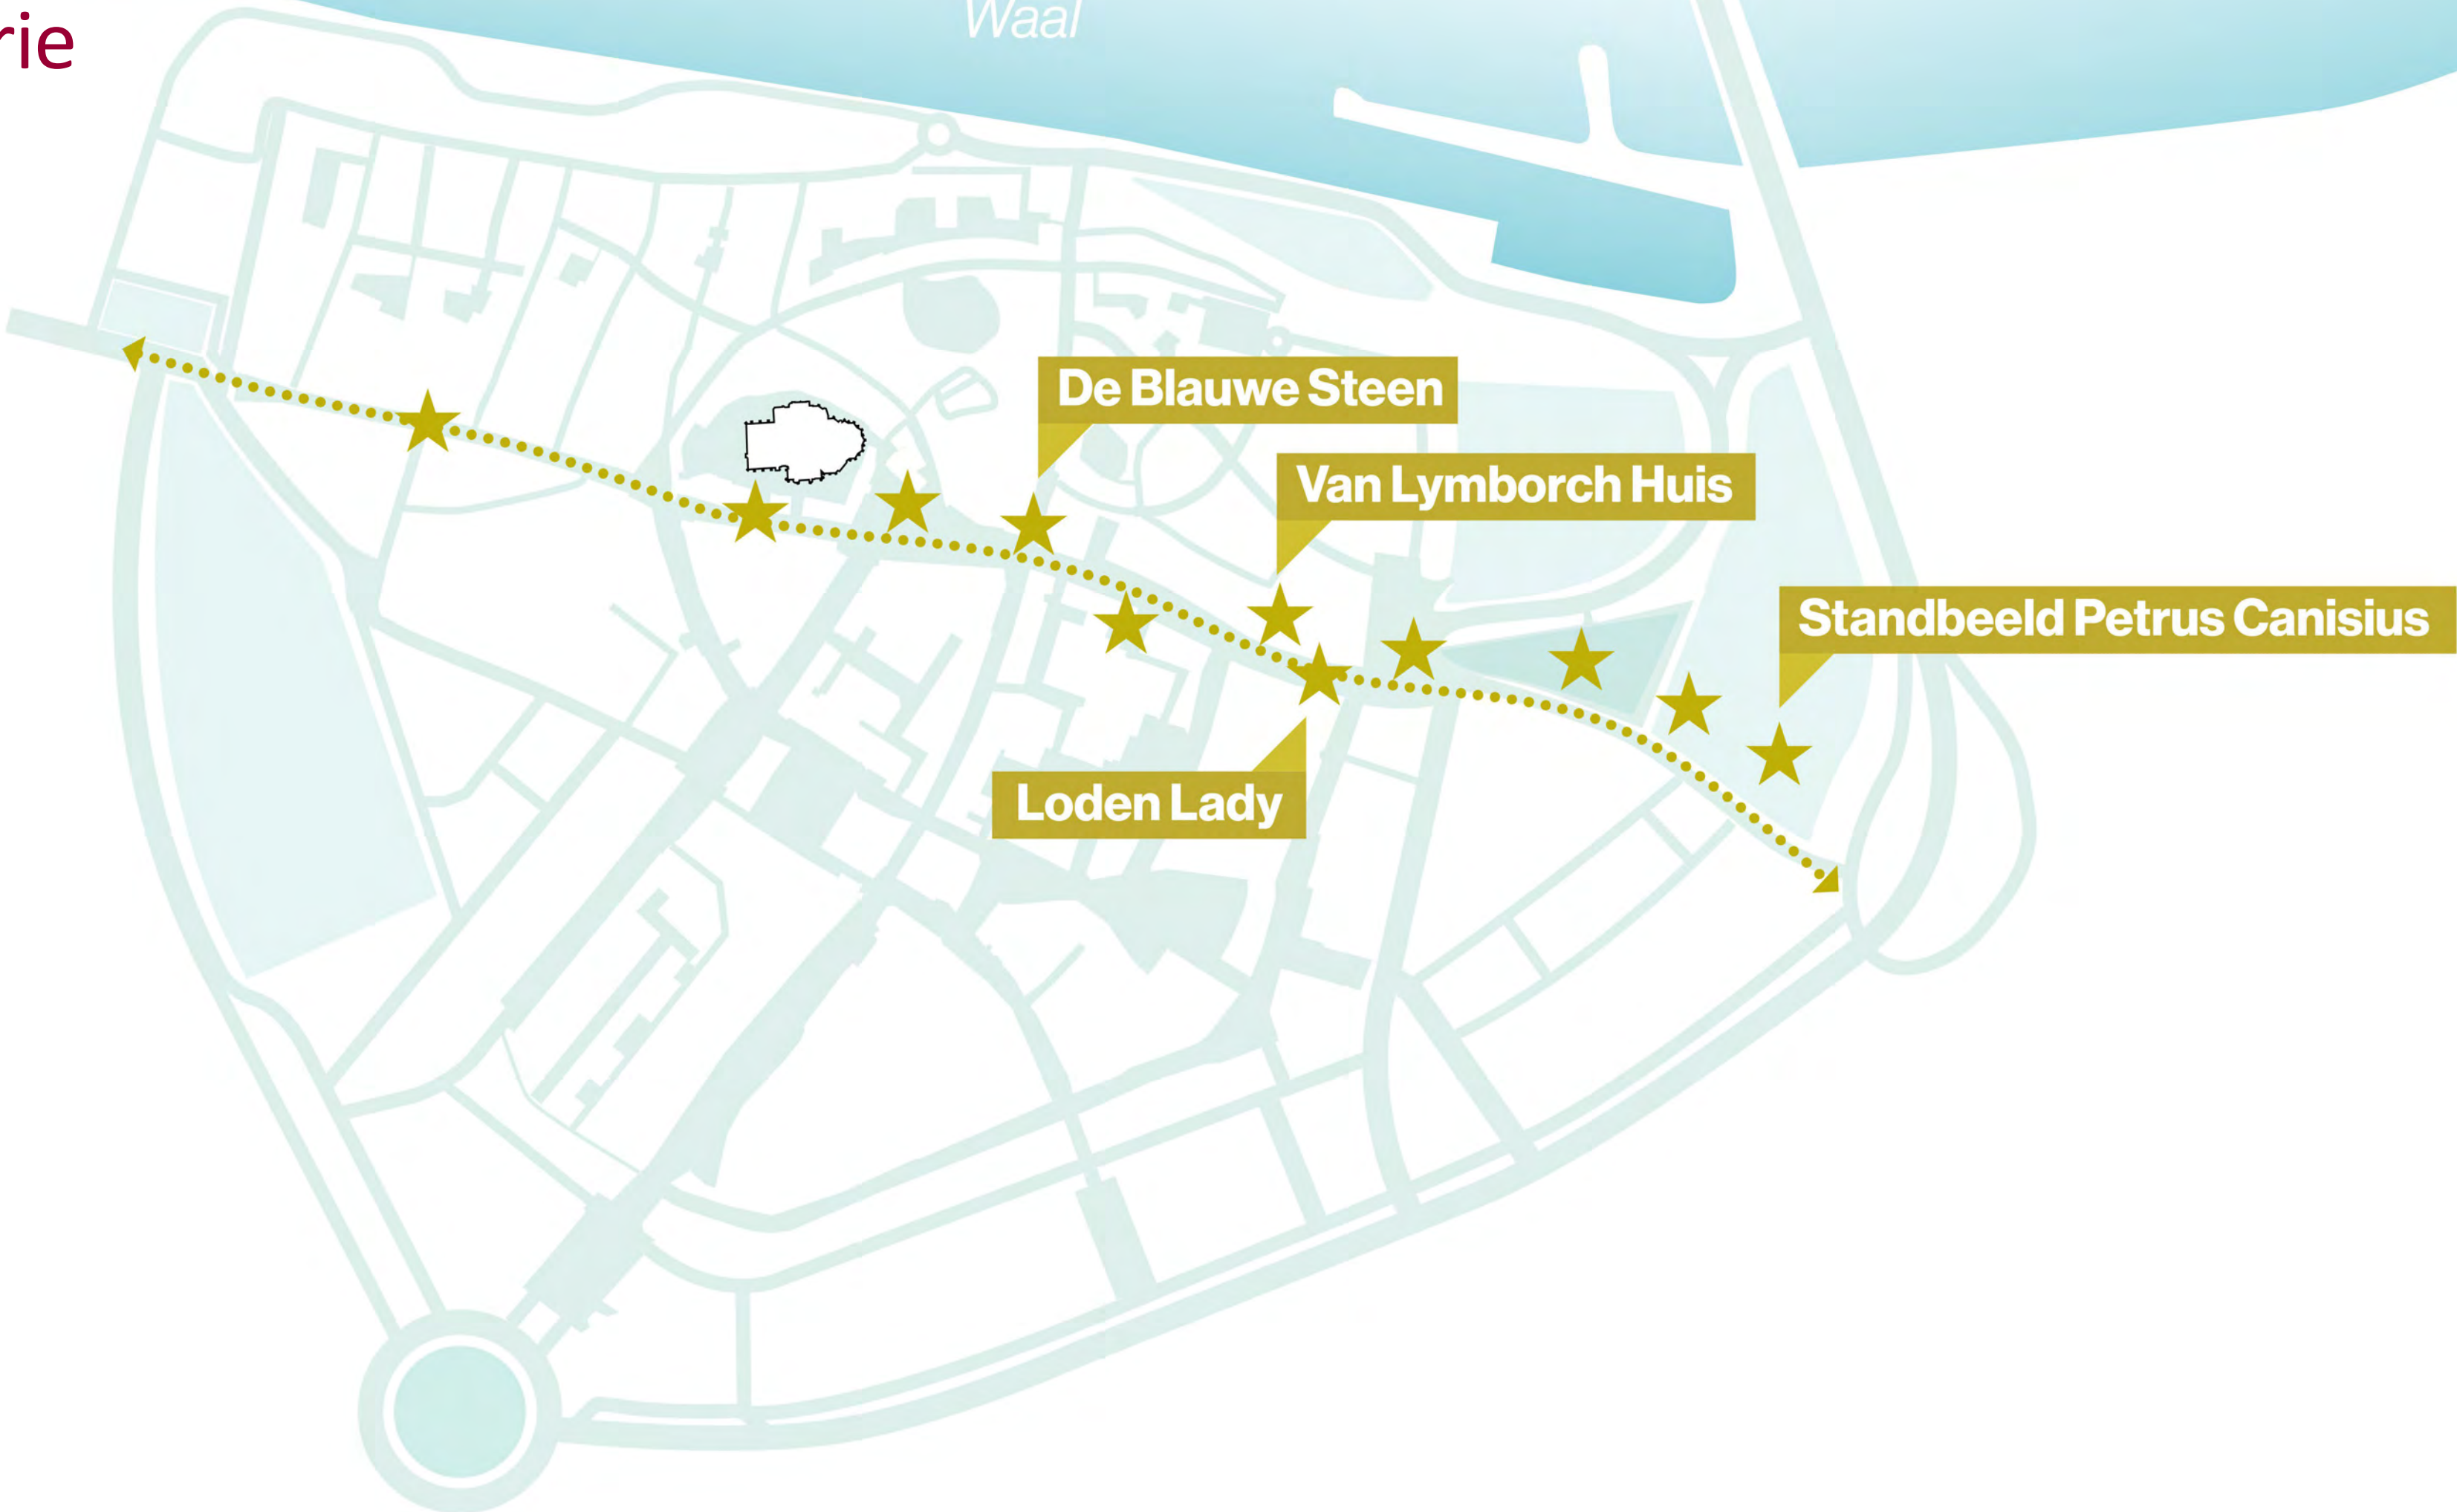 rie
Waal
De Blauwe Steen
Van Lymborch Huis
Standbeeld Petrus Canisius
Loden Lady